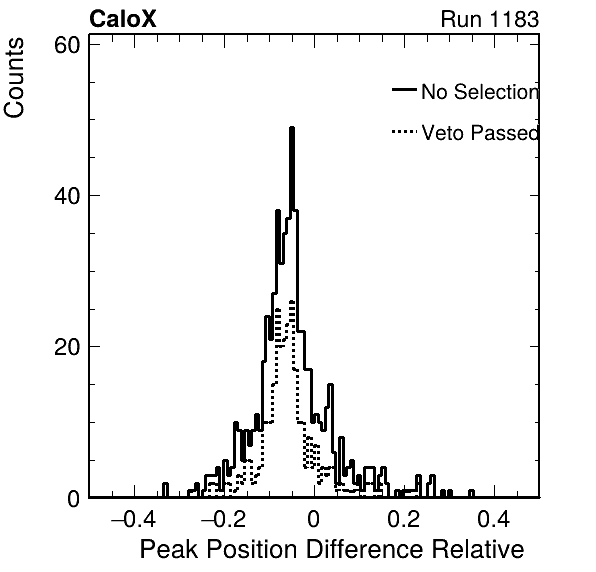 CaloX Run 1183
Counts
60
No Selection
Veto Passed
40
20
0
−0.4 −0.2 0 0.2 0.4
Peak Position Difference Relative